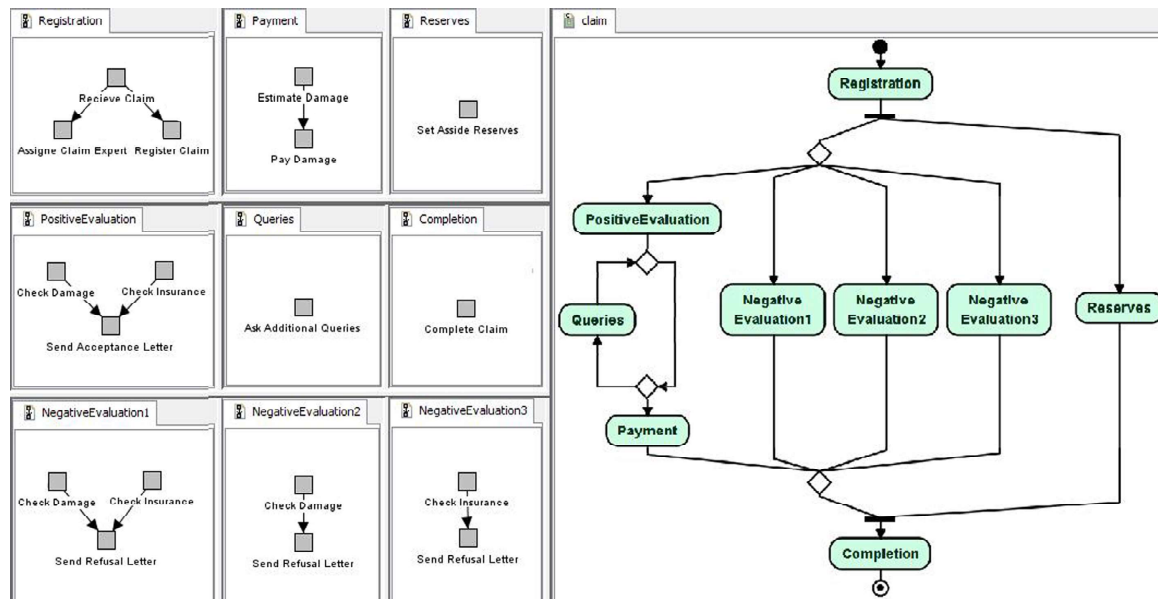 Registration
Recieve Claim
Assigne Claim Expert
Register Claim
Payment
Estimate Damage
Pay Damage
Reserves
Set Asside Reserves
PositiveEvaluation
Check Damage
Check Insurance
Send Acceptance Letter
Queries
Ask Additional Queries
Completion
Complete Claim
NegativeEvaluation1
Check Damage
Check Insurance
Send Refusal Letter
NegativeEvaluation2
Check Damage
Send Refusal Letter
NegativeEvaluation3
Check Insurance
Send Refusal Letter
claim
Registration
PositiveEvaluation
Queries
Negative
Evaluation1
Negative
Evaluation2
Negative
Evaluation3
Reserves
Payment
Completion